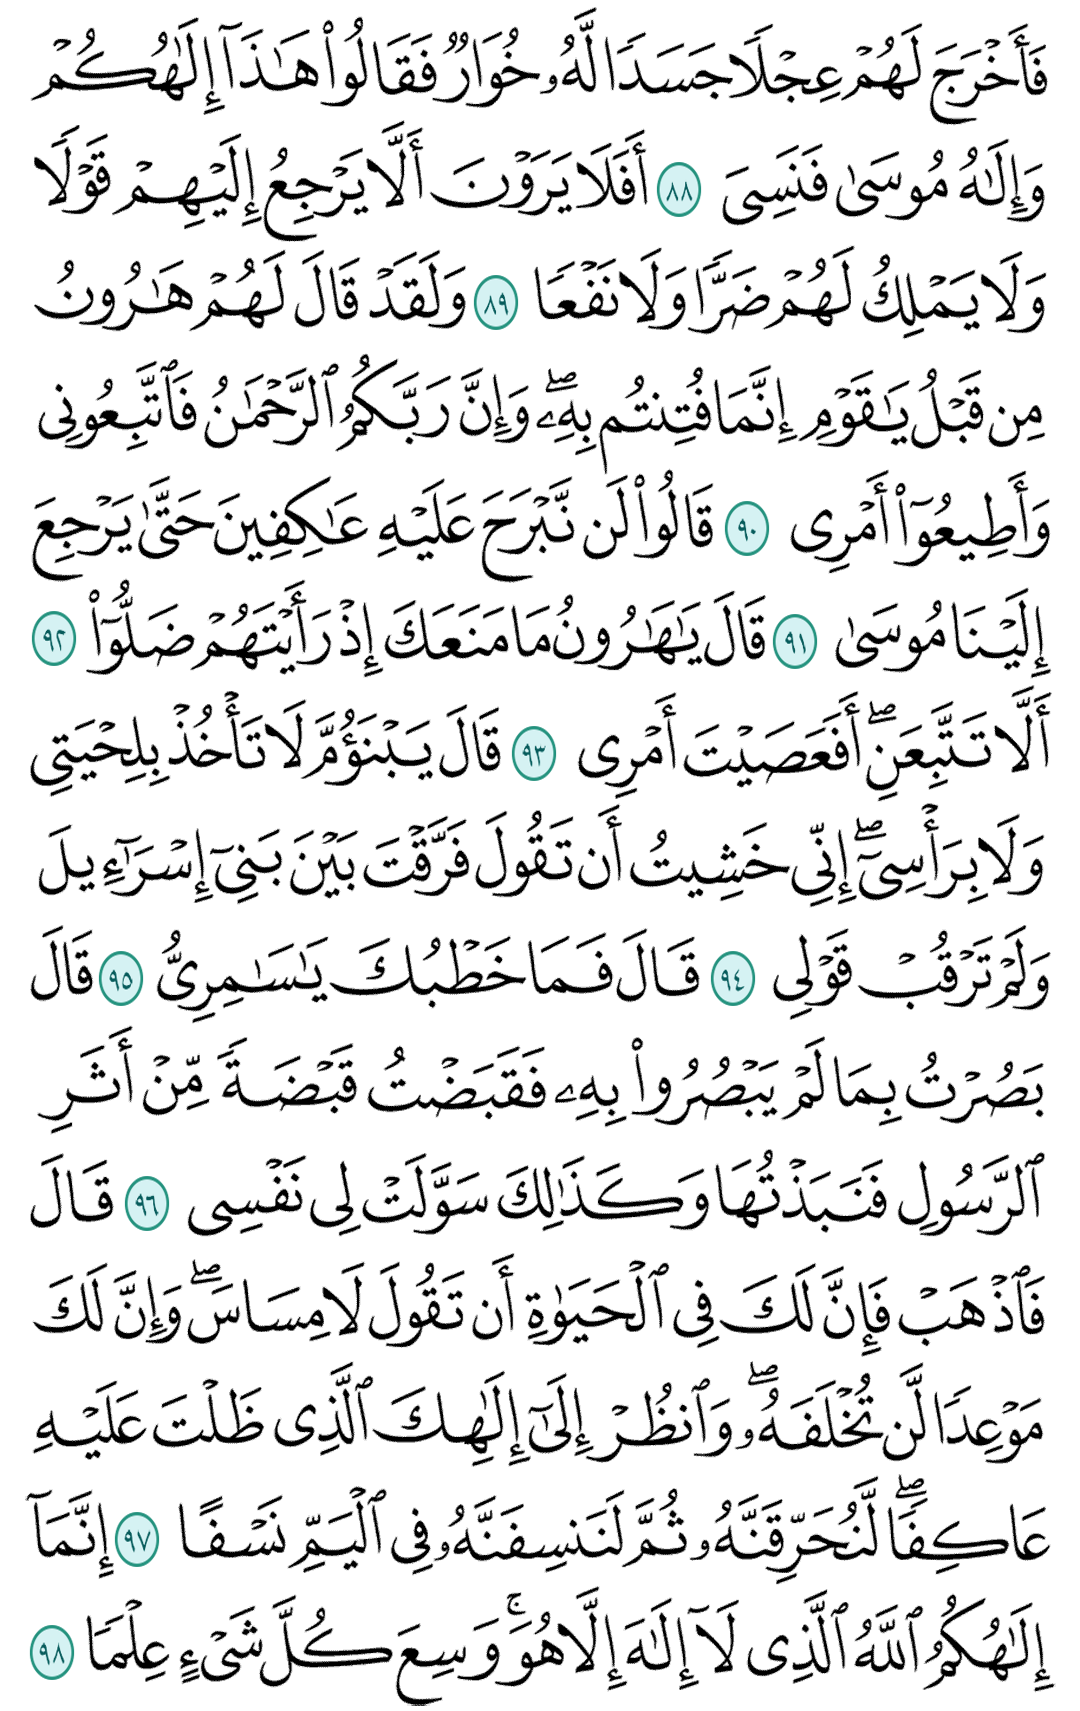 فَأَخْرَجَ لَهُمْ عِجْلًا جَسَدًا لَّهُۥ خُوَارٌ فَقَالُوا۟ هَـٰذَآ إِلَـٰهُكُمْ
وَإِلَـٰهُ مُوسَىٰ فَنَسِىَ ٨٨ أَفَلَا يَرَوْنَ أَلَّا يَرْجِعُ إِلَيْهِمْ قَوْلًا
وَلَا يَمْلِكُ لَهُمْ ضَرًّا وَلَا نَفْعًا ٨٩ وَلَقَدْ قَالَ لَهُمْ هَـٰرُونُ
مِن قَبْلُ يَـٰقَوْمِ إِنَّمَا فُتِنتُم بِهِۦ ۖ وَإِنَّ رَبَّكُمُ ٱلرَّحْمَـٰنُ فَٱتَّبِعُونِى
وَأَطِيعُوٓا۟ أَمْرِى ٩٠ قَالُوا۟ لَن نَّبْرَحَ عَلَيْهِ عَـٰكِفِينَ حَتَّىٰ يَرْجِعَ
إِلَيْنَا مُوسَىٰ ٩١ قَالَ يَـٰهَـٰرُونُ مَا مَنَعَكَ إِذْ رَأَيْتَهُمْ ضَلُّوٓا۟ ٩٢
أَلَّا تَتَّبِعَنِ ۖ أَفَعَصَيْتَ أَمْرِى ٩٣ قَالَ يَبْنَؤُمَّ لَا تَأْخُذْ بِلِحْيَتِى
وَلَا بِرَأْسِىٓ ۖ إِنِّى خَشِيتُ أَن تَقُولَ فَرَّقْتَ بَيْنَ بَنِىٓ إِسْرَٰٓءِيلَ
وَلَمْ تَرْقُبْ قَوْلِى ٩٤ قَالَ فَمَا خَطْبُكَ يَـٰسَـٰمِرِىُّ ٩٥ قَالَ
بَصُرْتُ بِمَا لَمْ يَبْصُرُوا۟ بِهِۦ فَقَبَضْتُ قَبْضَةً مِّنْ أَثَرِ
ٱلرَّسُولِ فَنَبَذْتُهَا وَكَذَٰلِكَ سَوَّلَتْ لِى نَفْسِى ٩٦ قَالَ
فَٱذْهَبْ فَإِنَّ لَكَ فِى ٱلْحَيَوٰةِ أَن تَقُولَ لَا مِسَاسَ ۖ وَإِنَّ لَكَ
مَوْعِدًا لَّن تُخْلَفَهُۥ ۖ وَٱنظُرْ إِلَىٰٓ إِلَـٰهِكَ ٱلَّذِى ظَلْتَ عَلَيْهِ
عَاكِفًا ۖ لَّنُحَرِّقَنَّهُۥ ثُمَّ لَنَنسِفَنَّهُۥ فِى ٱلْيَمِّ نَسْفًا ٩٧ إِنَّمَآ
إِلَـٰهُكُمُ ٱللَّهُ ٱلَّذِى لَآ إِلَـٰهَ إِلَّا هُوَ ۚ وَسِعَ كُلَّ شَىْءٍ عِلْمًا ٩٨